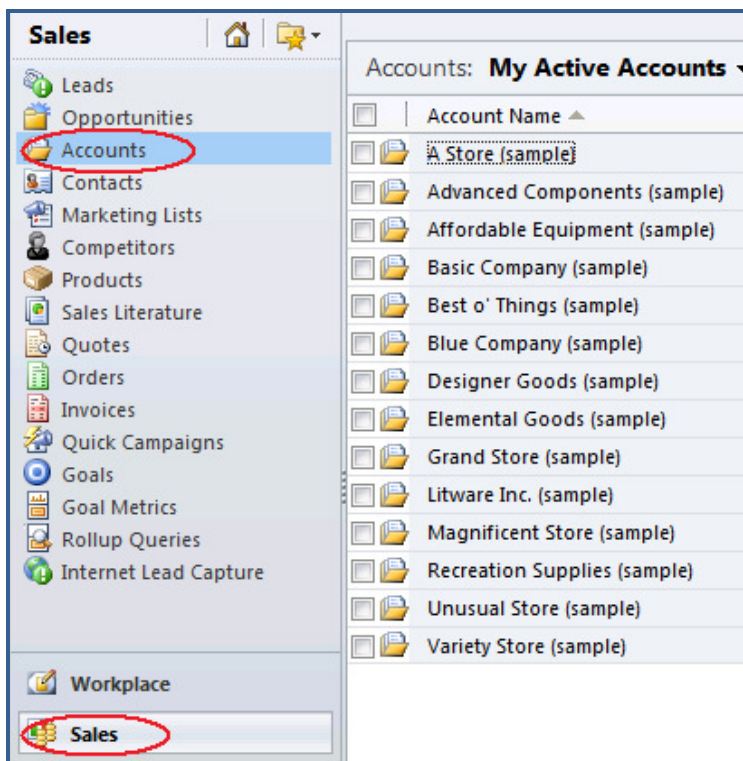 Sales
Leads
Opportunities
Accounts
Contacts
Marketing Lists
Competitors
Products
Sales Literature
Quotes
Orders
Invoices
Quick Campaigns
Goals
Goal Metrics
Rollup Queries
Internet Lead Capture
Workplace
Sales
Accounts: My Active Accounts
Account Name
A Store (sample)
Advanced Components (sample)
Affordable Equipment (sample)
Basic Company (sample)
Best o' Things (sample)
Blue Company (sample)
Designer Goods (sample)
Elemental Goods (sample)
Grand Store (sample)
Litware Inc. (sample)
Magnificent Store (sample)
Recreation Supplies (sample)
Unusual Store (sample)
Variety Store (sample)